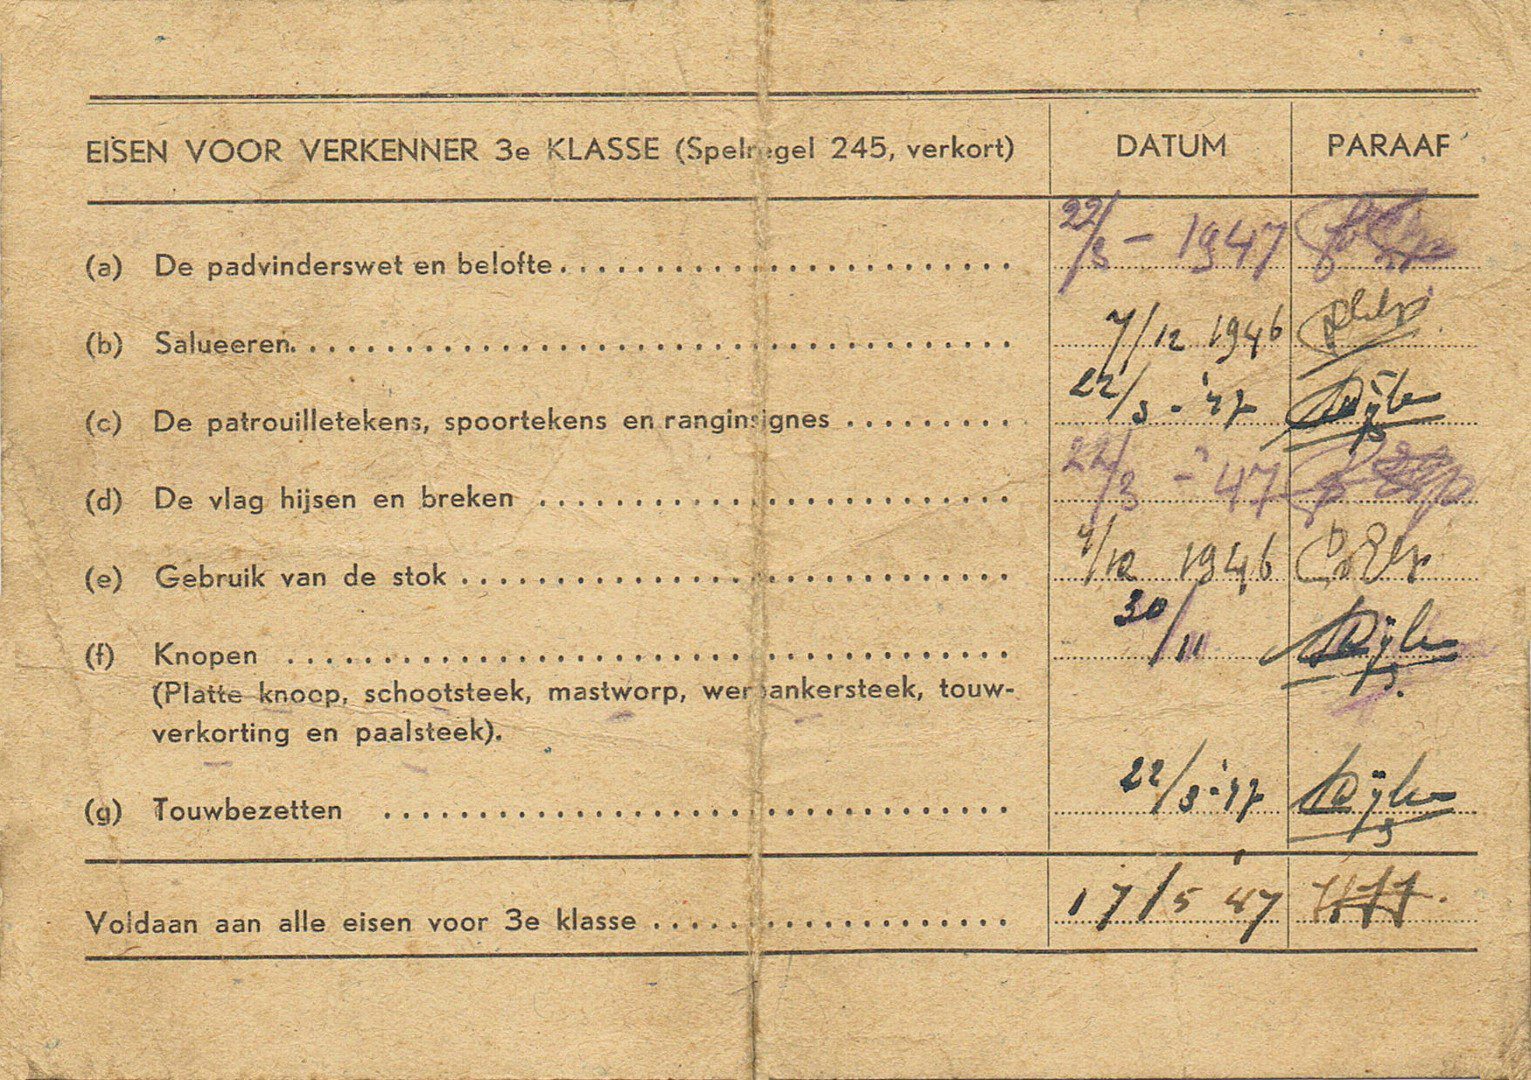 EISEN VOOR VERKENNER 3e KLASSE (Spelregel 245, verkort) DATUM PARAAF
(a) De padvinderswet en belofte 22/3 - 1947
(b) Salueeren 7/12 1946
(c) De patrouilletekens, spoortekens en ranginsignes 22/3 - '47
(d) De vlag hijsen en breken 22/3 - '47
(e) Gebruik van de stok 7/12 1946
(f) Knopen 30/11
(Platte knoop, schootsteek, mastworp, werpankersteek, touw-
verkorting en paalsteek).
(g) Touwbezetten 22/3 - '47
Voldaan aan alle eisen voor 3e klasse 17/5 '47